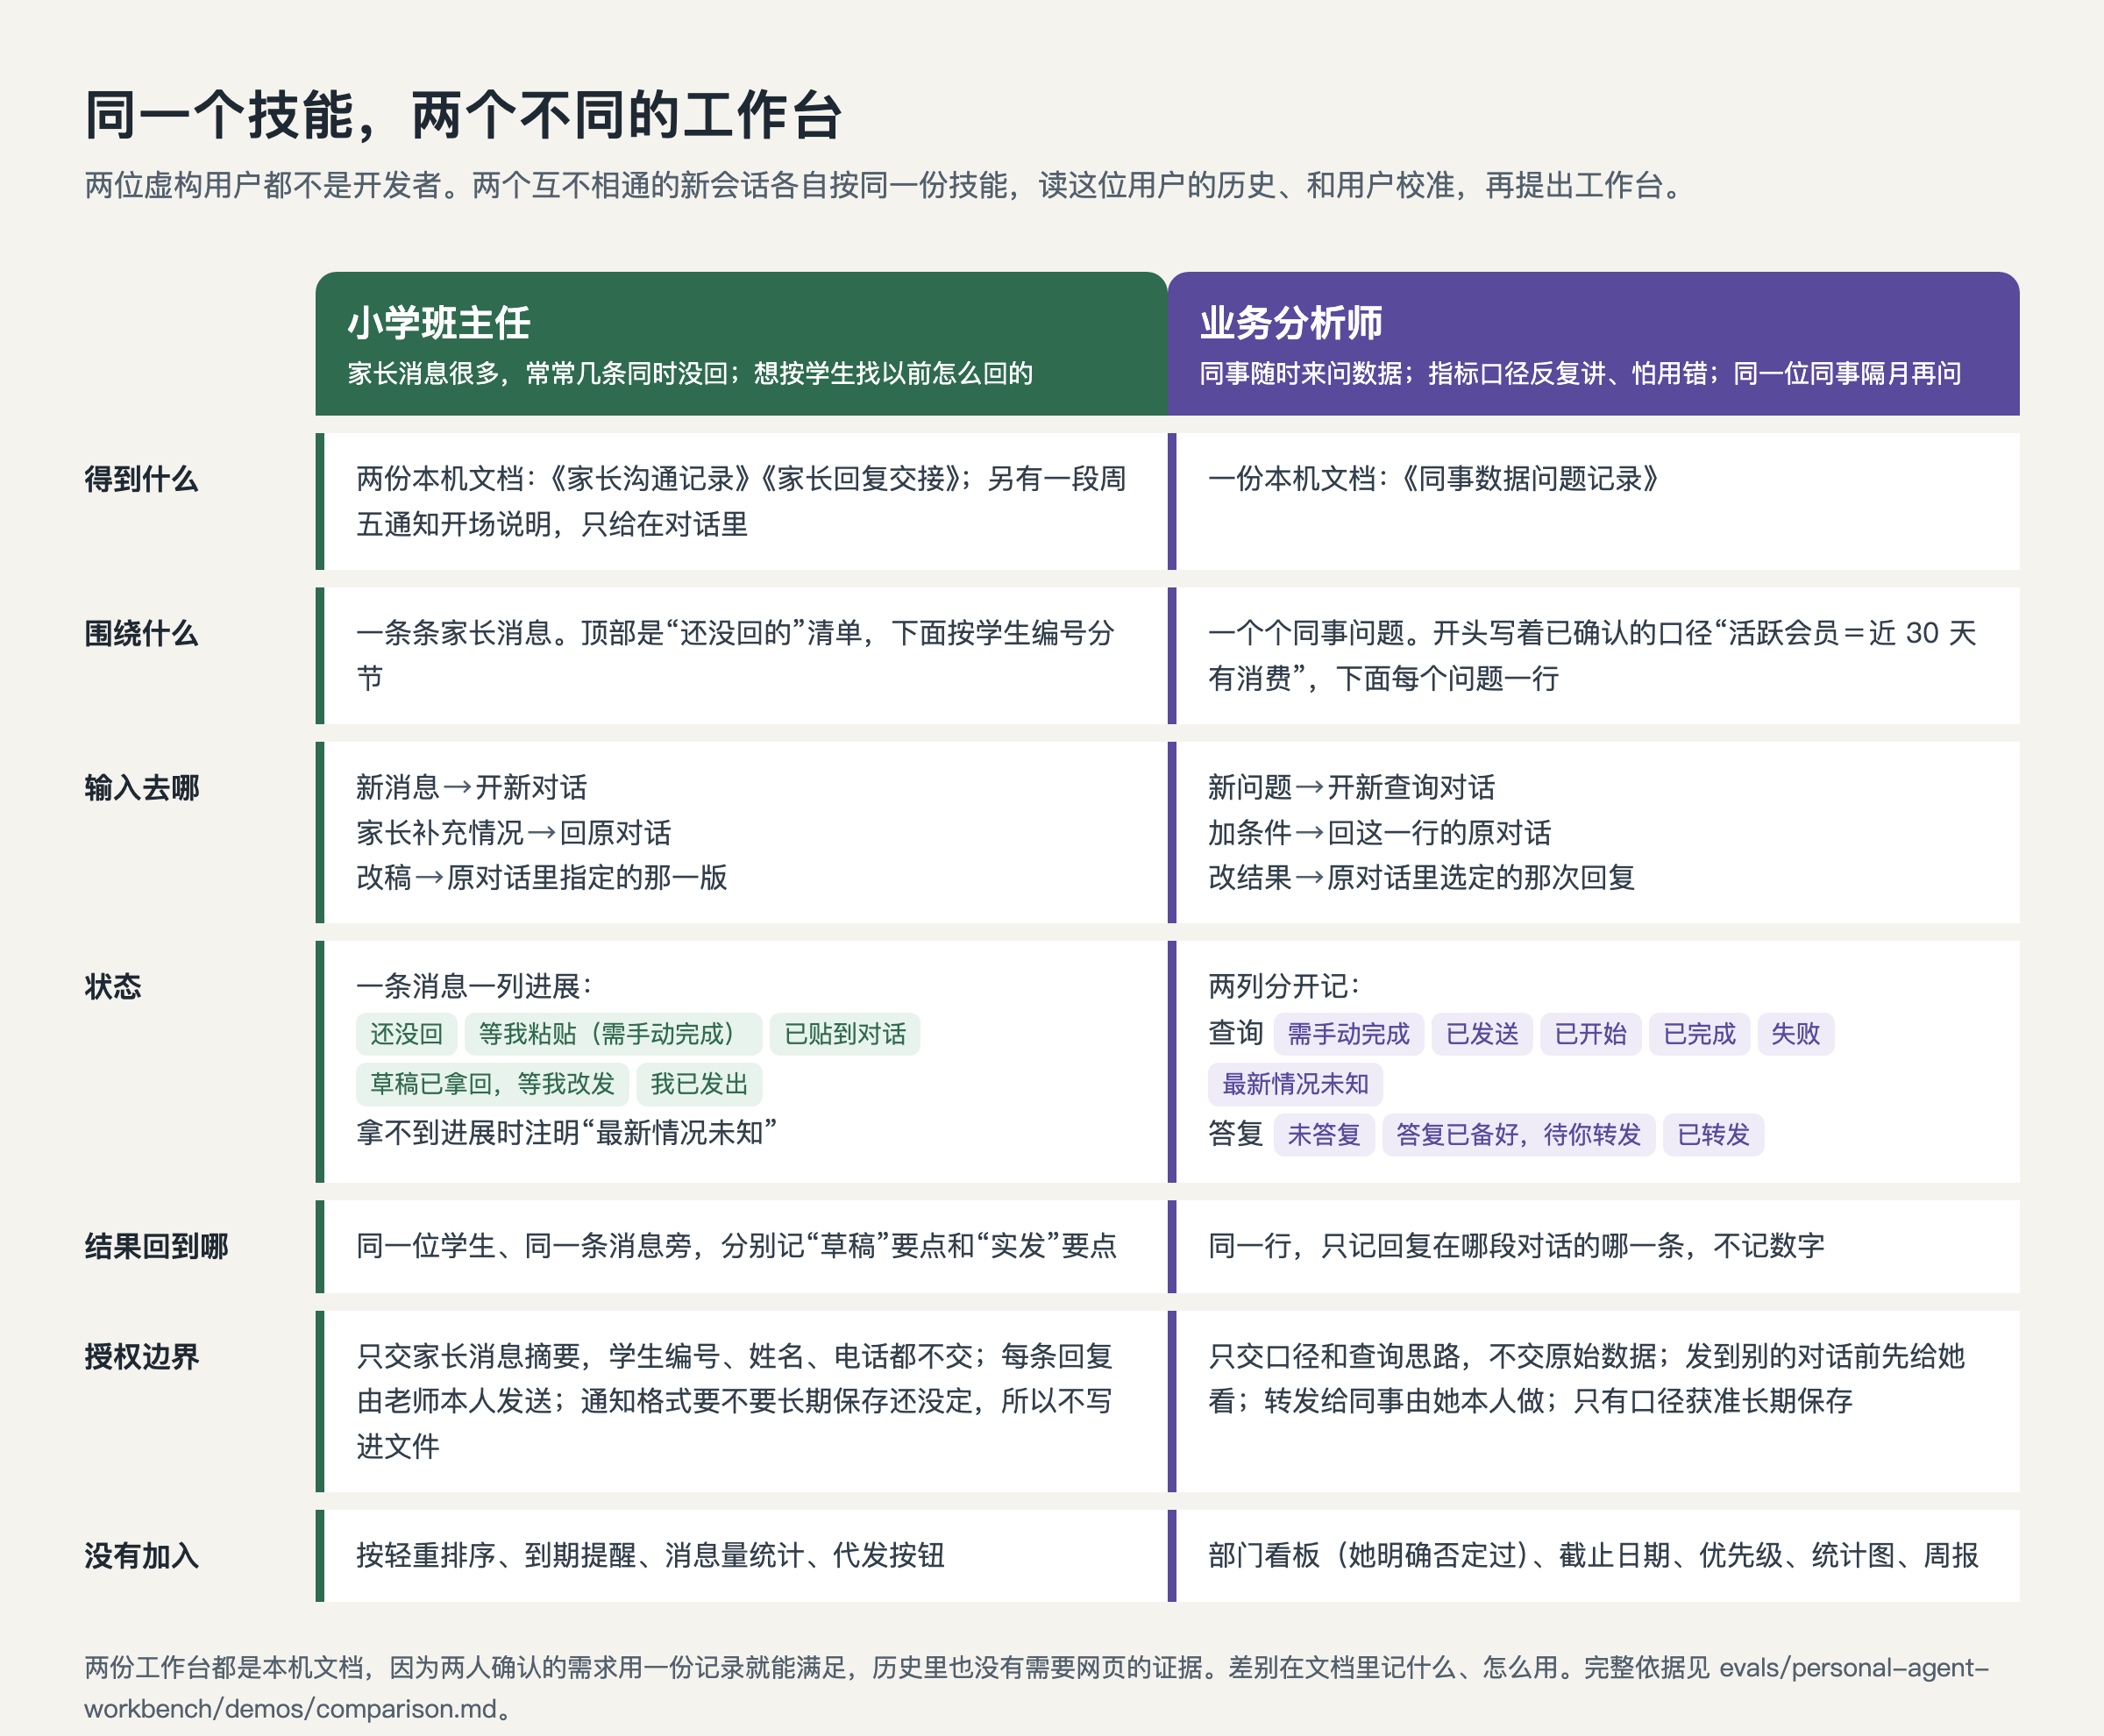 同一个技能，两个不同的工作台
两位虚构用户都不是开发者。两个互不相通的新会话各自按同一份技能，读这位用户的历史、和用户校准，再提出工作台。
小学班主任
家长消息很多，常常几条同时没回；想按学生找以前怎么回的
业务分析师
同事随时来问数据；指标口径反复讲、怕用错；同一位同事隔月再问
得到什么
两份本机文档：《家长沟通记录》《家长回复交接》；另有一段周
五通知开场说明，只给在对话里
一份本机文档：《同事数据问题记录》
围绕什么
一条条家长消息。顶部是“还没回的”清单，下面按学生编号分
节
一个个同事问题。开头写着已确认的口径“活跃会员＝近 30 天
有消费”，下面每个问题一行
输入去哪
新消息→开新对话
家长补充情况→回原对话
改稿→原对话里指定的那一版
新问题→开新查询对话
加条件→回这一行的原对话
改结果→原对话里选定的那次回复
状态
一条消息一列进展：
还没回 等我粘贴（需手动完成） 已贴到对话
草稿已拿回，等我改发 我已发出
拿不到进展时注明“最新情况未知”
两列分开记：
查询 需手动完成 已发送 已开始 已完成 失败
最新情况未知
答复 未答复 答复已备好，待你转发 已转发
结果回到哪
同一位学生、同一条消息旁，分别记“草稿”要点和“实发”要点
同一行，只记回复在哪段对话的哪一条，不记数字
授权边界
只交家长消息摘要，学生编号、姓名、电话都不交；每条回复
由老师本人发送；通知格式要不要长期保存还没定，所以不写
进文件
只交口径和查询思路，不交原始数据；发到别的对话前先给她
看；转发给同事由她本人做；只有口径获准长期保存
没有加入
按轻重排序、到期提醒、消息量统计、代发按钮
部门看板（她明确否定过）、截止日期、优先级、统计图、周报
两份工作台都是本机文档，因为两人确认的需求用一份记录就能满足，历史里也没有需要网页的证据。差别在文档里记什么、怎么用。完整依据见 evals/personal-agent-
workbench/demos/comparison.md。